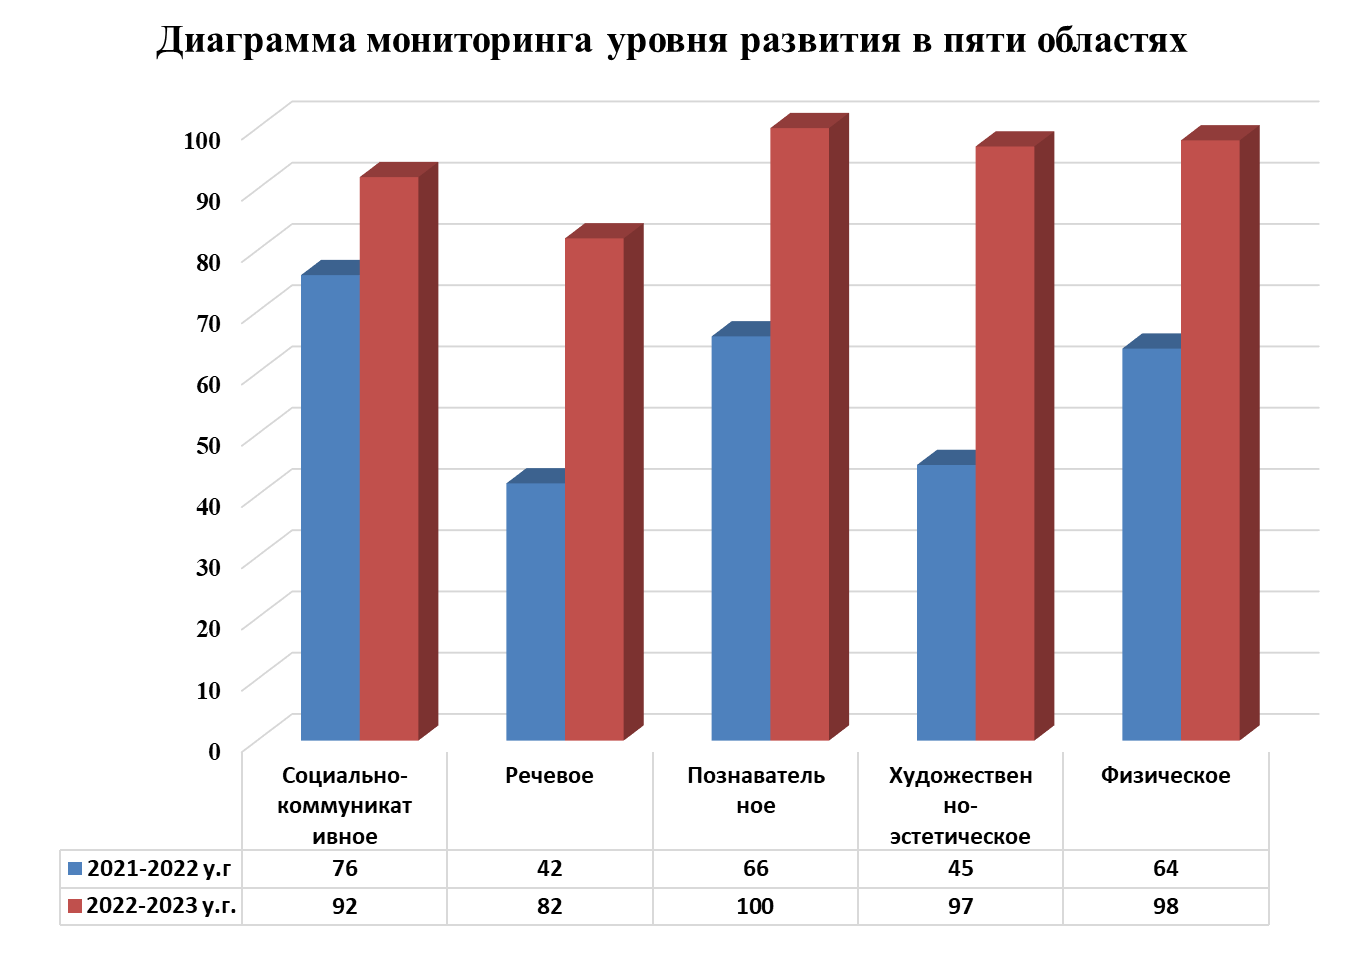 Диаграмма мониторинга уровня развития в пяти областях
100
90
80
70
60
50
40
30
20
10
0
Социально-
коммуникат
ивное
Речевое
Познаватель
ное
Художествен
но-
эстетическое
Физическое
2021-2022 у.г 76 42 66 45 64
2022-2023 у.г. 92 82 100 97 98